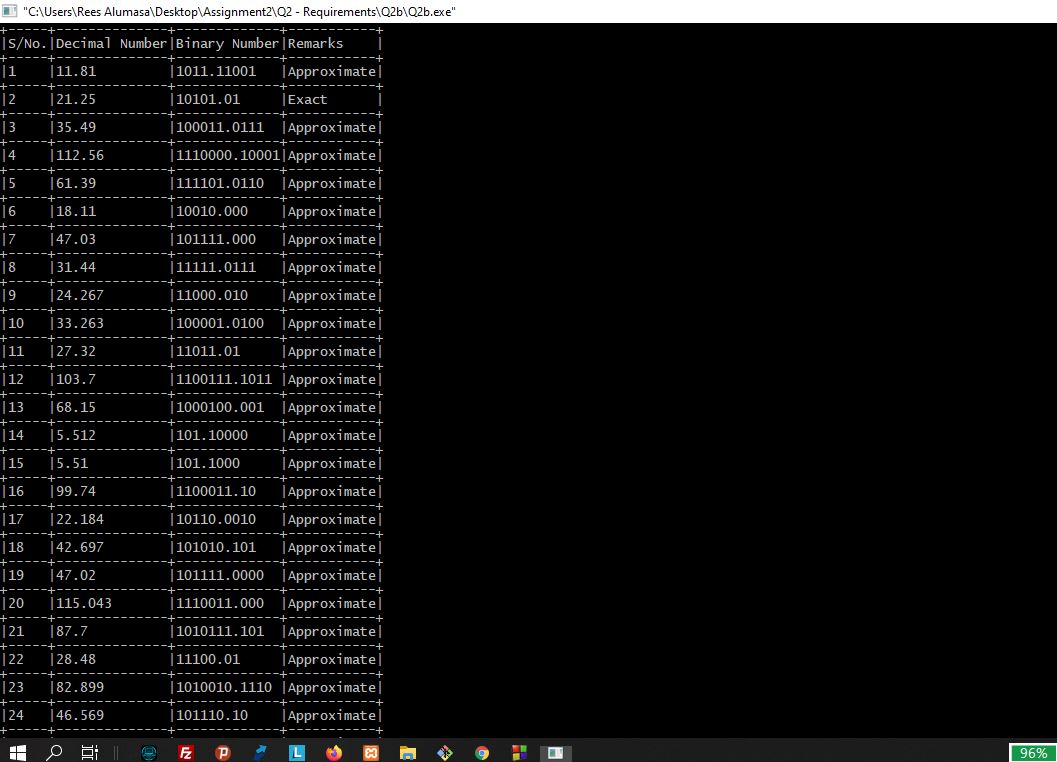 "C:\Users\Rees Alumasa\Desktop\Assignment2\Q2 - Requirements\Q2b\Q2b.exe"
+-----+--------------+-------------+-----------+
|S/No.|Decimal Number|Binary Number|Remarks    |
+-----+--------------+-------------+-----------+
|1    |11.81         |1011.11001   |Approximate|
+-----+--------------+-------------+-----------+
|2    |21.25         |10101.01     |Exact      |
+-----+--------------+-------------+-----------+
|3    |35.49         |100011.0111  |Approximate|
+-----+--------------+-------------+-----------+
|4    |112.56        |1110000.10001|Approximate|
+-----+--------------+-------------+-----------+
|5    |61.39         |111101.0110  |Approximate|
+-----+--------------+-------------+-----------+
|6    |18.11         |10010.000    |Approximate|
+-----+--------------+-------------+-----------+
|7    |47.03         |101111.000   |Approximate|
+-----+--------------+-------------+-----------+
|8    |31.44         |11111.0111   |Approximate|
+-----+--------------+-------------+-----------+
|9    |24.267        |11000.010    |Approximate|
+-----+--------------+-------------+-----------+
|10   |33.263        |100001.0100  |Approximate|
+-----+--------------+-------------+-----------+
|11   |27.32         |11011.01     |Approximate|
+-----+--------------+-------------+-----------+
|12   |103.7         |1100111.1011 |Approximate|
+-----+--------------+-------------+-----------+
|13   |68.15         |1000100.001  |Approximate|
+-----+--------------+-------------+-----------+
|14   |5.512         |101.10000    |Approximate|
+-----+--------------+-------------+-----------+
|15   |5.51          |101.1000     |Approximate|
+-----+--------------+-------------+-----------+
|16   |99.74         |1100011.10   |Approximate|
+-----+--------------+-------------+-----------+
|17   |22.184        |10110.0010   |Approximate|
+-----+--------------+-------------+-----------+
|18   |42.697        |101010.101   |Approximate|
+-----+--------------+-------------+-----------+
|19   |47.02         |101111.0000  |Approximate|
+-----+--------------+-------------+-----------+
|20   |115.043       |1110011.000  |Approximate|
+-----+--------------+-------------+-----------+
|21   |87.7          |1010111.101  |Approximate|
+-----+--------------+-------------+-----------+
|22   |28.48         |11100.01     |Approximate|
+-----+--------------+-------------+-----------+
|23   |82.899        |1010010.1110 |Approximate|
+-----+--------------+-------------+-----------+
|24   |46.569        |101110.10    |Approximate|
+-----+--------------+-------------+-----------+
Fz P L 96%